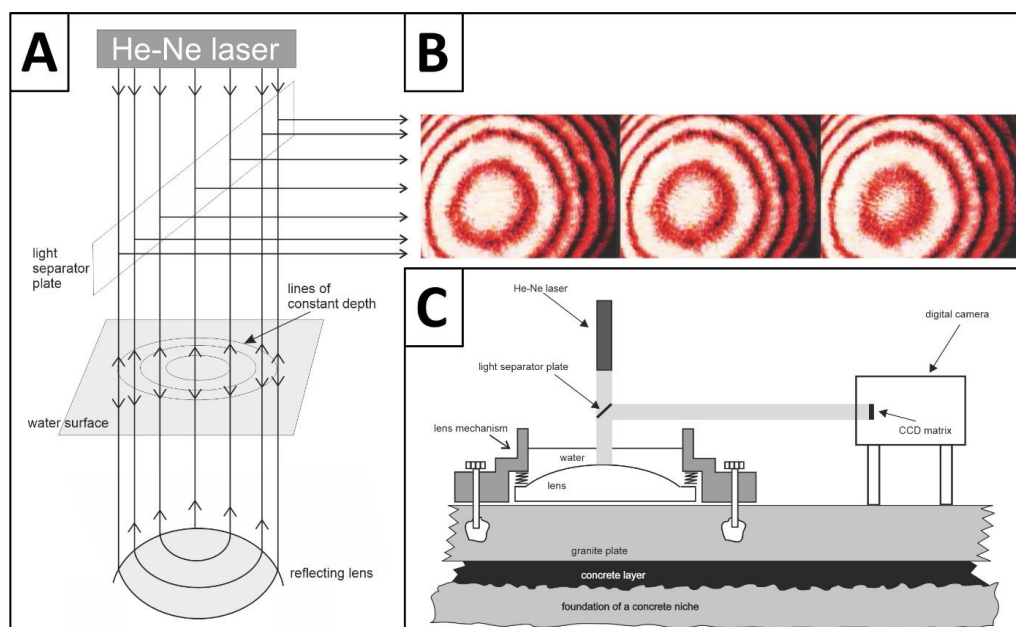 A
He-Ne laser
light
separator
plate
lines of
constant depth
water surface
reflecting lens
B
C
He-Ne laser
digital camera
light separator plate
CCD matrix
lens mechanism
water
lens
granite plate
concrete layer
foundation of a concrete niche